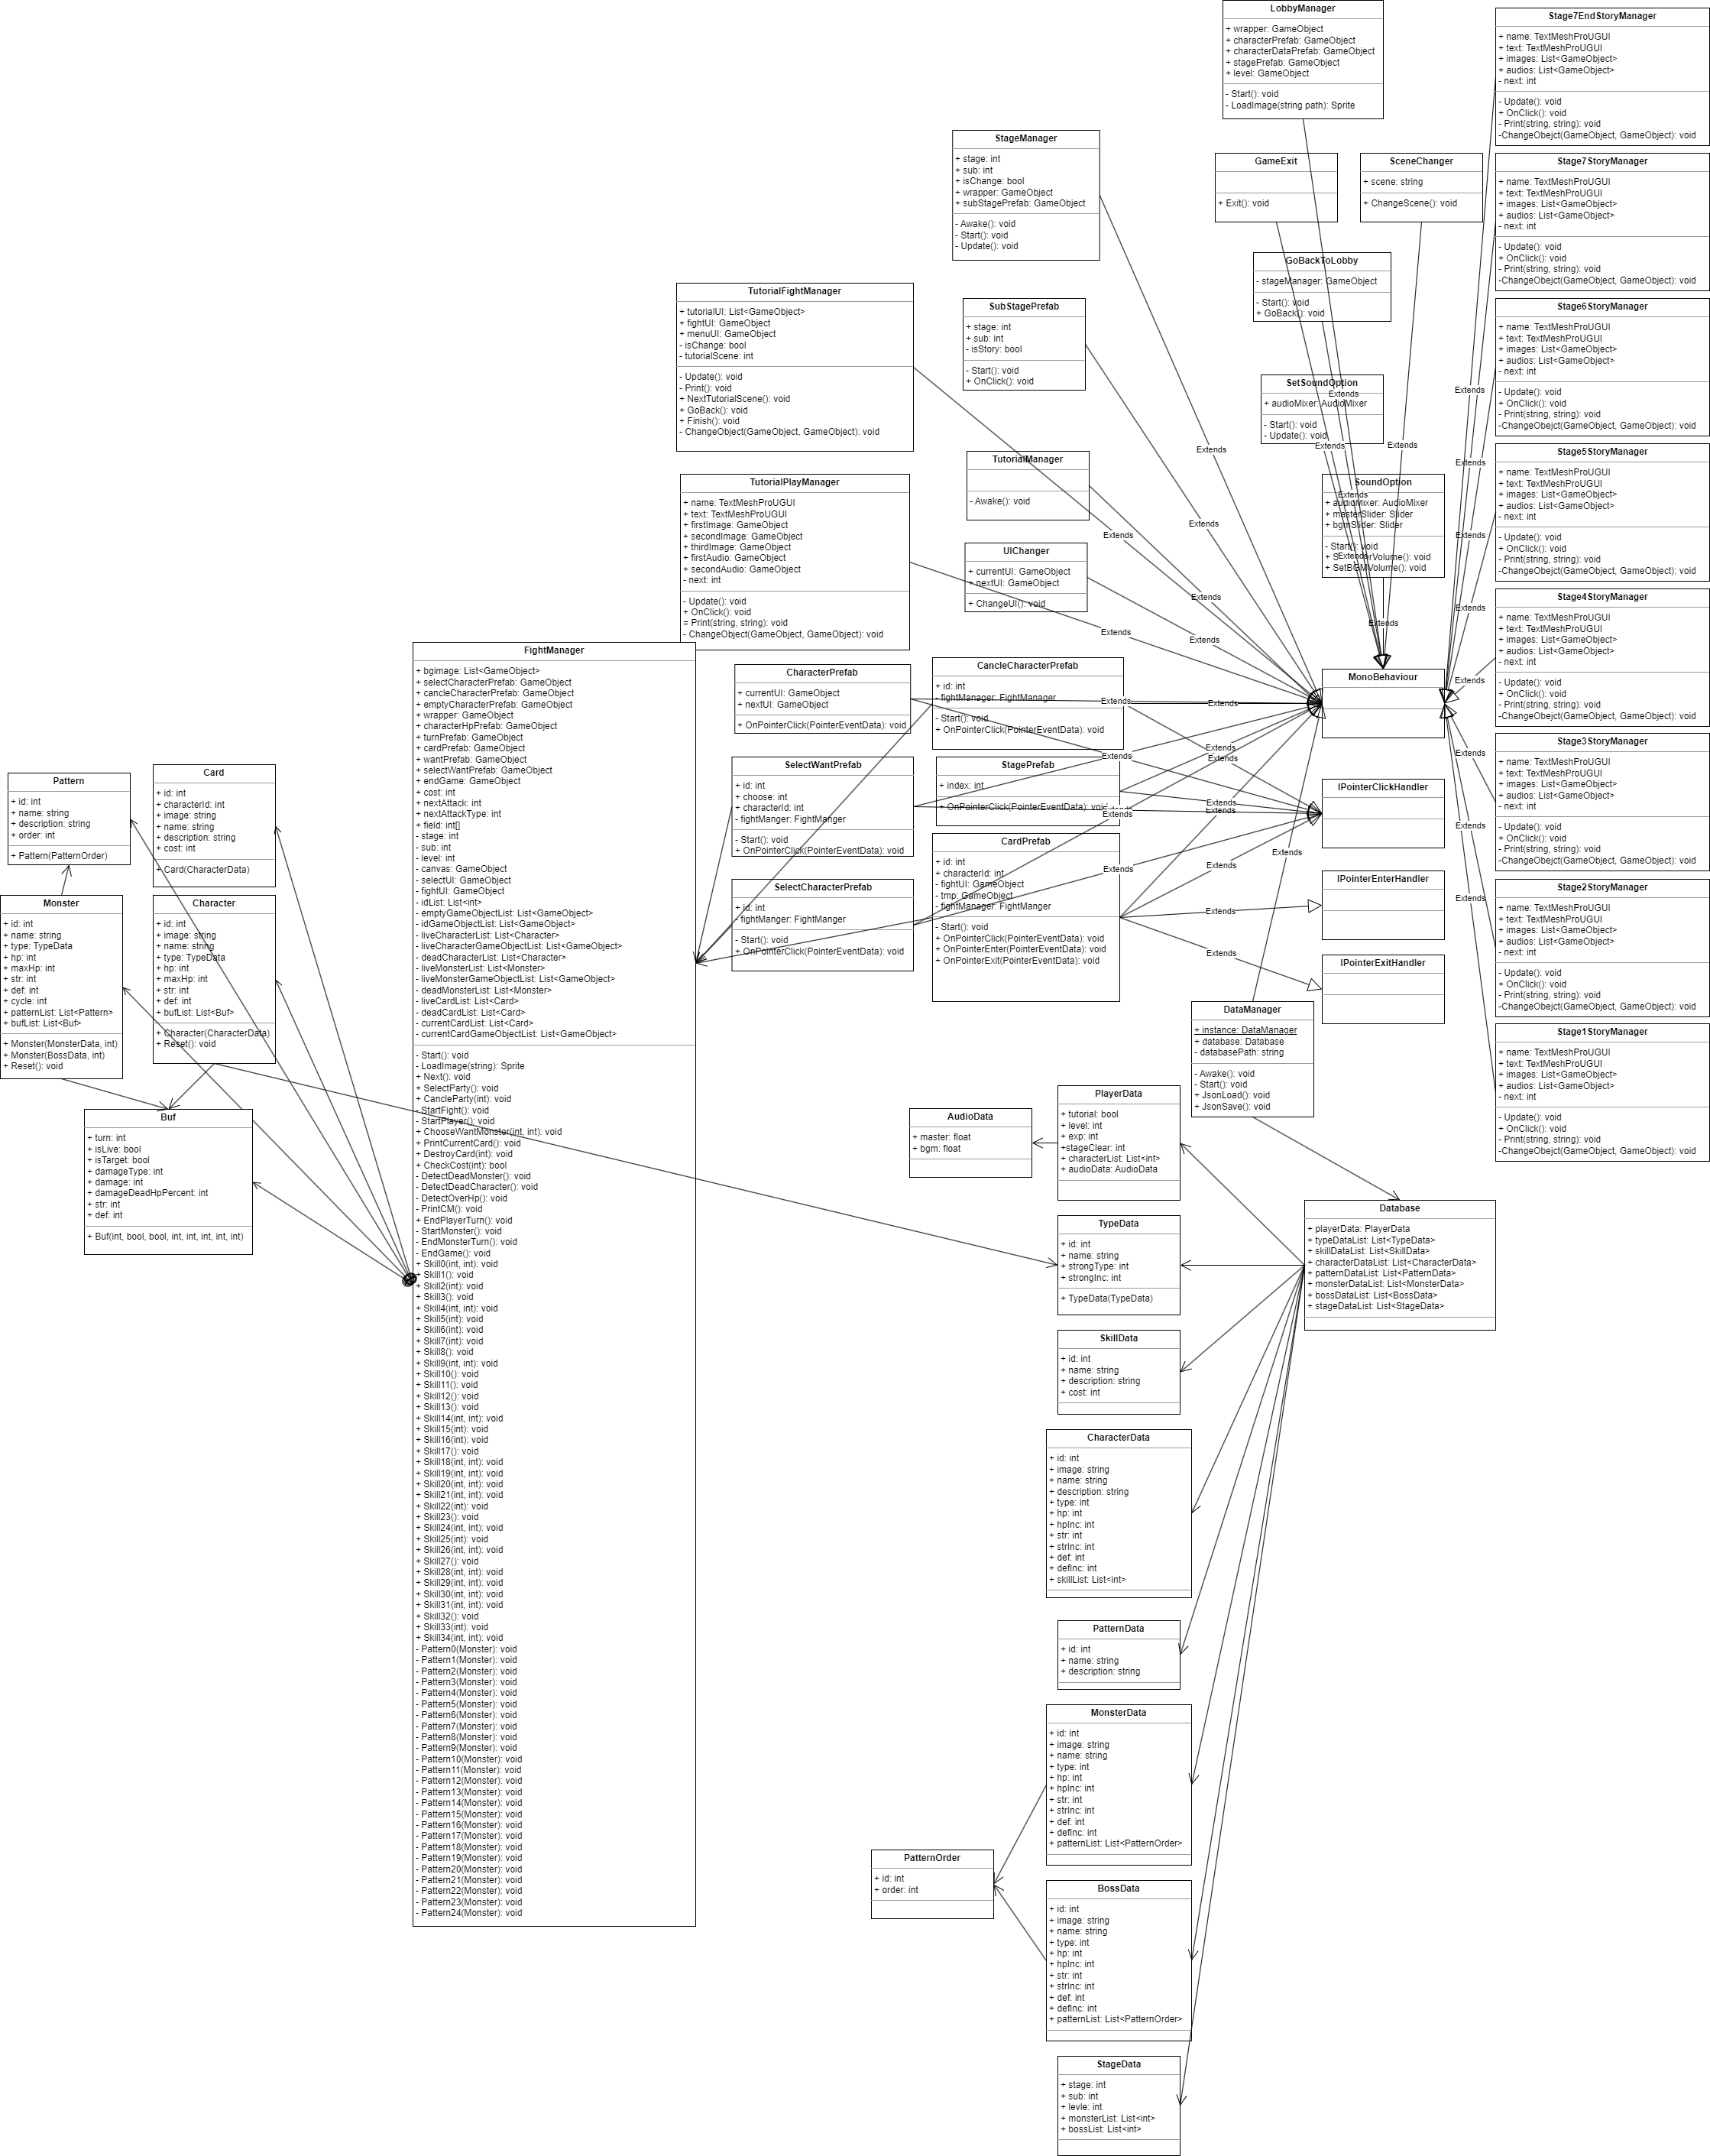 LobbyManager
+ wrapper: GameObject
+ characterPrefab: GameObject
+ characterDataPrefab: GameObject
+ stagePrefab: GameObject
+ level: GameObject
- Start(): void
- LoadImage(string path): Sprite
Stage7EndStoryManager
+ name: TextMeshProUGUI
+ text: TextMeshProUGUI
+ images: List<GameObject>
+ audios: List<GameObject>
- next: int
- Update(): void
+ OnClick(): void
- Print(string, string): void
-ChangeObejct(GameObject, GameObject): void
StageManager
+ stage: int
+ sub: int
+ isChange: bool
+ wrapper: GameObject
+ subStagePrefab: GameObject
- Awake(): void
- Start(): void
- Update(): void
GameExit
+ Exit(): void
SceneChanger
+ scene: string
+ ChangeScene(): void
Stage7StoryManager
+ name: TextMeshProUGUI
+ text: TextMeshProUGUI
+ images: List<GameObject>
+ audios: List<GameObject>
- next: int
- Update(): void
+ OnClick(): void
- Print(string, string): void
-ChangeObejct(GameObject, GameObject): void
GoBackToLobby
- stageManager: GameObject
- Start(): void
+ GoBack(): void
TutorialFightManager
+ tutorialUI: List<GameObject>
+ fightUI: GameObject
+ menuUI: GameObject
- isChange: bool
- tutorialScene: int
- Update(): void
- Print(): void
+ NextTutorialScene(): void
+ GoBack(): void
+ Finish(): void
- ChangeObject(GameObject, GameObject): void
SubStagePrefab
+ stage: int
+ sub: int
- isStory: bool
- Start(): void
+ OnClick(): void
Stage6StoryManager
+ name: TextMeshProUGUI
+ text: TextMeshProUGUI
+ images: List<GameObject>
+ audios: List<GameObject>
- next: int
- Update(): void
+ OnClick(): void
- Print(string, string): void
-ChangeObejct(GameObject, GameObject): void
SetSoundOption
+ audioMixer: AudioMixer
- Start(): void
- Update(): void
Extends
Extends
Extends
Extends
Extends
TutorialManager
- Awake(): void
Stage5StoryManager
+ name: TextMeshProUGUI
+ text: TextMeshProUGUI
+ images: List<GameObject>
+ audios: List<GameObject>
- next: int
- Update(): void
+ OnClick(): void
- Print(string, string): void
-ChangeObejct(GameObject, GameObject): void
TutorialPlayManager
+ name: TextMeshProUGUI
+ text: TextMeshProUGUI
+ firstImage: GameObject
+ secondImage: GameObject
+ thirdImage: GameObject
+ firstAudio: GameObject
+ secondAudio: GameObject
- next: int
- Update(): void
+ OnClick(): void
= Print(string, string): void
- ChangeObject(GameObject, GameObject): void
SoundOption
+ audioMixer: AudioMixer
+ masterSlider: Slider
+ bgmSlider: Slider
- Start(): void
+ SetBGMVolume(): void
Extends
Extends
Extends
Extends
Extends
Extends
UIChanger
+ currentUI: GameObject
+ nextUI: GameObject
+ ChangeUI(): void
Extends
Extends
Extends
Extends
Extends
Stage4StoryManager
+ name: TextMeshProUGUI
+ text: TextMeshProUGUI
+ images: List<GameObject>
+ audios: List<GameObject>
- next: int
- Update(): void
+ OnClick(): void
- Print(string, string): void
-ChangeObejct(GameObject, GameObject): void
MonoBehaviour
Extends
CharacterPrefab
+ currentUI: GameObject
+ nextUI: GameObject
+ OnPointerClick(PointerEventData): void
CancleCharacterPrefab
+ id: int
- fightManager: FightManager
- Start(): void
+ OnPointerClick(PointerEventData): void
Extends
Extends
Extends
Extends
Extends
Extends
Stage3StoryManager
+ name: TextMeshProUGUI
+ text: TextMeshProUGUI
+ images: List<GameObject>
+ audios: List<GameObject>
- next: int
- Update(): void
+ OnClick(): void
- Print(string, string): void
-ChangeObejct(GameObject, GameObject): void
SelectWantPrefab
+ id: int
+ choose: int
+ characterId: int
- fightManger: FightManger
- Start(): void
+ OnPointerClick(PointerEventData): void
StagePrefab
+ index: int
+ OnPointerClick(PointerEventData): void
IPointerClickHandler
Extends
Extends
Extends
Extends
CardPrefab
+ id: int
+ characterId: int
- fightUI: GameObject
- tmp: GameObject
- fightManager: FightManger
- Start(): void
+ OnPointerClick(PointerEventData): void
+ OnPointerEnter(PointerEventData): void
+ OnPointerExit(PointerEventData): void
Extends
Extends
Extends
Extends
Extends
Extends
SelectCharacterPrefab
+ id: int
- fightManger: FightManger
- Start(): void
+ OnPointerClick(PointerEventData): void
IPointerEnterHandler
IPointerExitHandler
Stage2StoryManager
+ name: TextMeshProUGUI
+ text: TextMeshProUGUI
+ images: List<GameObject>
+ audios: List<GameObject>
- next: int
- Update(): void
+ OnClick(): void
- Print(string, string): void
-ChangeObejct(GameObject, GameObject): void
Stage1StoryManager
+ name: TextMeshProUGUI
+ text: TextMeshProUGUI
+ images: List<GameObject>
+ audios: List<GameObject>
- next: int
- Update(): void
+ OnClick(): void
- Print(string, string): void
-ChangeObejct(GameObject, GameObject): void
FightManager
+ bgimage: List<GameObject>
+ selectCharacterPrefab: GameObject
+ cancleCharacterPrefab: GameObject
+ emptyCharacterPrefab: GameObject
+ wrapper: GameObject
+ characterHpPrefab: GameObject
+ turnPrefab: GameObject
+ cardPrefab: GameObject
+ wantPrefab: GameObject
+ selectWantPrefab: GameObject
+ endGame: GameObject
+ cost: int
+ nextAttack: int
+ nextAttackType: int
+ field: int[]
- stage: int
- sub: int
- level: int
- canvas: GameObject
- selectUI: GameObject
- fightUI: GameObject
- idList: List<int>
- emptyGameObjectList: List<GameObject>
- idGameObjectList: List<GameObject>
- liveCharacterList: List<Character>
- liveCharacterGameObjectList: List<GameObject>
- deadCharacterList: List<Character>
- liveMonsterList: List<Monster>
- liveMonsterGameObjectList: List<GameObject>
- deadMonsterList: List<Monster>
- liveCardList: List<Card>
- deadCardList: List<Card>
- currentCardList: List<Card>
- currentCardGameObjectList: List<GameObject>
- Start(): void
- LoadImage(string): Sprite
+ Next(): void
+ SelectParty(): void
+ CancleParty(int): void
- StartFight(): void
- StartPlayer(): void
+ ChooseWantMonster(int, int): void
+ PrintCurrentCard(): void
+ DestroyCard(int): void
+ CheckCost(int): bool
- DetectDeadMonster(): void
- DetectDeadCharacter(): void
- DetectOverHp(): void
- PrintCM(): void
+ EndPlayerTurn(): void
- StartMonster(): void
- EndMonsterTurn(): void
- EndGame(): void
+ Skill0(int, int): void
+ Skill1(): void
+ Skill2(int): void
+ Skill3(): void
+ Skill4(int, int): void
+ Skill5(int): void
+ Skill6(int): void
+ Skill7(int): void
+ Skill8(): void
+ Skill9(int, int): void
+ Skill10(): void
+ Skill11(): void
+ Skill12(): void
+ Skill13(): void
+ Skill14(int, int): void
+ Skill15(int): void
+ Skill16(int): void
+ Skill17(): void
+ Skill18(int, int): void
+ Skill19(int, int): void
+ Skill20(int, int): void
+ Skill21(int, int): void
+ Skill22(int): void
+ Skill23(): void
+ Skill24(int, int): void
+ Skill25(int): void
+ Skill26(int, int): void
+ Skill27(): void
+ Skill28(int, int): void
+ Skill29(int, int): void
+ Skill30(int, int): void
+ Skill31(int, int): void
+ Skill32(): void
+ Skill33(int): void
+ Skill34(int, int): void
- Pattern0(Monster): void
- Pattern1(Monster): void
- Pattern2(Monster): void
- Pattern3(Monster): void
- Pattern4(Monster): void
- Pattern5(Monster): void
- Pattern6(Monster): void
- Pattern7(Monster): void
- Pattern8(Monster): void
- Pattern9(Monster): void
- Pattern10(Monster): void
- Pattern11(Monster): void
- Pattern12(Monster): void
- Pattern13(Monster): void
- Pattern14(Monster): void
- Pattern15(Monster): void
- Pattern16(Monster): void
- Pattern17(Monster): void
- Pattern18(Monster): void
- Pattern19(Monster): void
- Pattern20(Monster): void
- Pattern21(Monster): void
- Pattern22(Monster): void
- Pattern23(Monster): void
- Pattern24(Monster): void
Pattern
+ id: int
+ name: string
+ description: string
+ order: int
+ Pattern(PatternOrder)
Card
+ id: int
+ characterId: int
+ image: string
+ name: string
+ description: string
+ cost: int
+ Card(CharacterData)
Monster
+ id: int
+ name: string
+ type: TypeData
+ hp: int
+ maxHp: int
+ str: int
+ def: int
+ cycle: int
+ patternList: List<Pattern>
+ bufList: List<Buf>
+ Monster(MonsterData, int)
+ Monster(BossData, int)
+ Reset(): void
Character
+ id: int
+ image: string
+ name: string
+ type: TypeData
+ hp: int
+ maxHp: int
+ str: int
+ def: int
+ bufList: List<Buf>
+ Character(CharacterData)
+ Reset(): void
Buf
+ turn: int
+ isLive: bool
+ isTarget: bool
+ damageType: int
+ damage: int
+ damageDeadHpPercent: int
+ str: int
+ def: int
+ Buf(int, bool, bool, int, int, int, int, int)
DataManager
+ instance: DataManager
+ database: Database
- databasePath: string
- Awake(): void
- Start(): void
+ JsonLoad(): void
+ JsonSave(): void
PlayerData
+ tutorial: bool
+ level: int
+ exp: int
+stageClear: int
+ characterList: List<int>
+ audioData: AudioData
AudioData
+ master: float
+ bgm: float
Database
+ playerData: PlayerData
+ typeDataList: List<TypeData>
+ skillDataList: List<SkillData>
+ characterDataList: List<CharacterData>
+ patternDataList: List<PatternData>
+ monsterDataList: List<MonsterData>
+ bossDataList: List<BossData>
+ stageDataList: List<StageData>
TypeData
+ id: int
+ name: string
+ strongType: int
+ strongInc: int
+ TypeData(TypeData)
SkillData
+ id: int
+ name: string
+ description: string
+ cost: int
CharacterData
+ id: int
+ image: string
+ name: string
+ description: string
+ type: int
+ hp: int
+ hpInc: int
+ str: int
+ strInc: int
+ def: int
+ defInc: int
+ skillList: List<int>
PatternData
+ id: int
+ name: string
+ description: string
MonsterData
+ id: int
+ image: string
+ name: string
+ type: int
+ hp: int
+ hpInc: int
+ str: int
+ strInc: int
+ def: int
+ defInc: int
+ patternList: List<PatternOrder>
PatternOrder
+ id: int
+ order: int
BossData
+ id: int
+ image: string
+ name: string
+ type: int
+ hp: int
+ hpInc: int
+ str: int
+ strInc: int
+ def: int
+ defInc: int
+ patternList: List<PatternOrder>
StageData
+ stage: int
+ sub: int
+ levle: int
+ monsterList: List<int>
+ bossList: List<int>